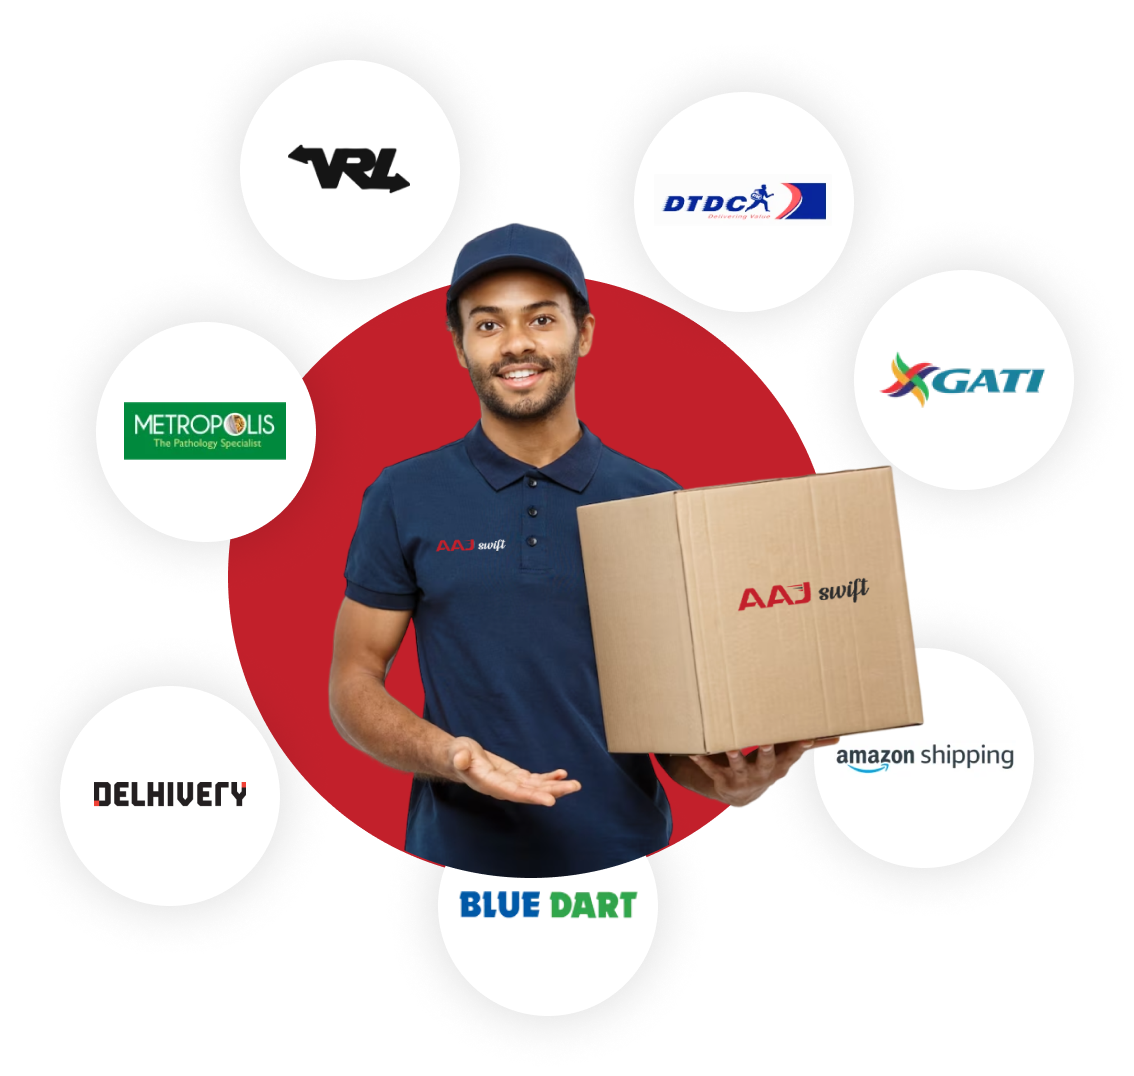 VRL
DTDC
Delivering Value
GATI
METROPOLIS
The Pathology Specialist
AAJ swift
AAJ swift
amazon shipping
DELHIVERY
BLUE DART